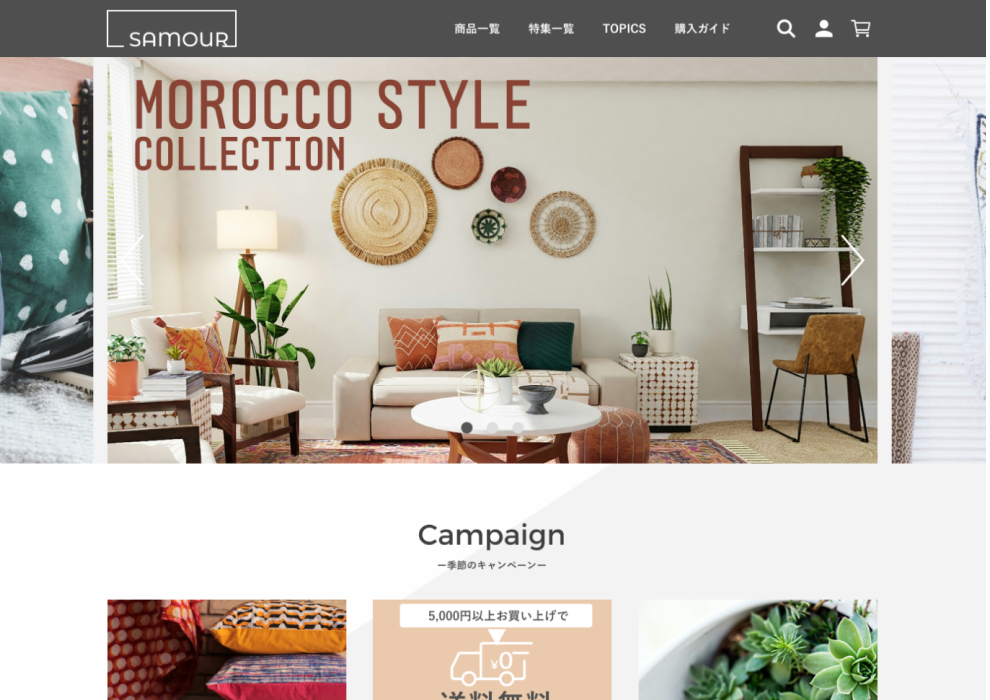 SAMOUR
商品一覧 特集一覧 TOPICS 購入ガイド
MOROCCO STYLE
COLLECTION
Campaign
ー季節のキャンペーンー
5,000円以上お買い上げで
¥0
送料無料